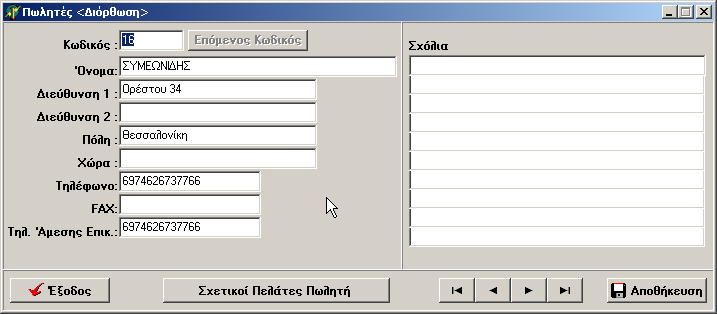 Πωλητές <Διόρθωση>
Κωδικός : 16 Επόμενος Κωδικός
Όνομα: ΣΥΜΕΩΝΙΔΗΣ
Διεύθυνση 1 : Ορέστου 34
Διεύθυνση 2 :
Πόλη : Θεσσαλονίκη
Χώρα :
Τηλέφωνο: 6974626737766
FAX:
Τηλ. Άμεσης Επικ.: 6974626737766
Σχόλια
Έξοδος Σχετικοί Πελάτες Πωλητή Αποθήκευση